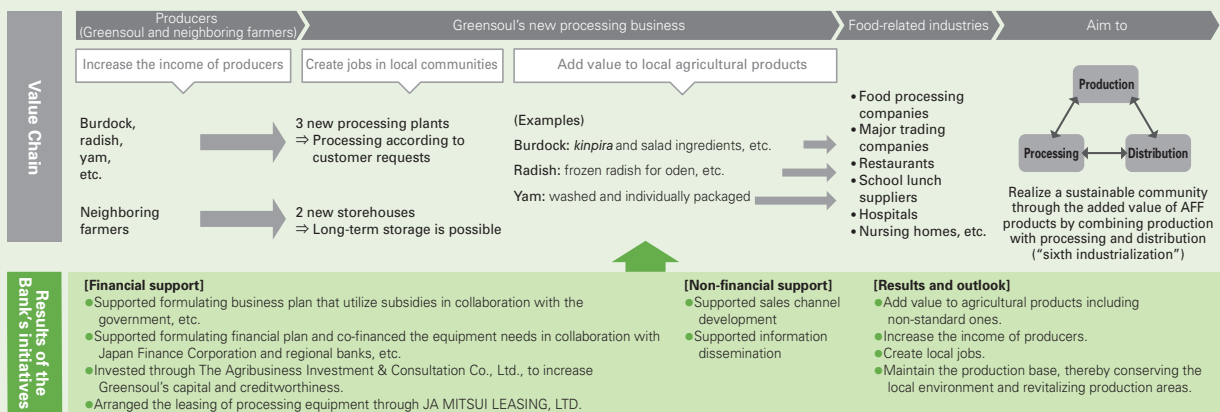 Producers
(Greensoul and neighboring farmers)
Greensoul's new processing business
Food-related industries
Aim to
Value Chain
Increase the income of producers
Create jobs in local communities
Add value to local agricultural products
Burdock,
radish,
yam,
etc.
3 new processing plants
⇒ Processing according to
customer requests
Neighboring
farmers
2 new storehouses
⇒ Long-term storage is possible
(Examples)
Burdock: kinpira and salad ingredients, etc.
Radish: frozen radish for oden, etc.
Yam: washed and individually packaged
• Food processing
companies
• Major trading
companies
• Restaurants
• School lunch
suppliers
• Hospitals
• Nursing homes, etc.
Production
Processing
Distribution
Realize a sustainable community
through the added value of AFF
products by combining production
with processing and distribution
("sixth industrialization")
Results of the
Bank's initiatives
[Financial support]
●Supported formulating business plan that utilize subsidies in collaboration with the
government, etc.
●Supported formulating financial plan and co-financed the equipment needs in collaboration with
Japan Finance Corporation and regional banks, etc.
●Invested through The Agribusiness Investment & Consultation Co., Ltd., to increase
Greensoul's capital and creditworthiness.
●Arranged the leasing of processing equipment through JA MITSUI LEASING, LTD.
[Non-financial support]
●Supported sales channel
development
●Supported information
dissemination
[Results and outlook]
●Add value to agricultural products including
non-standard ones.
●Increase the income of producers.
●Create local jobs.
●Maintain the production base, thereby conserving the
local environment and revitalizing production areas.